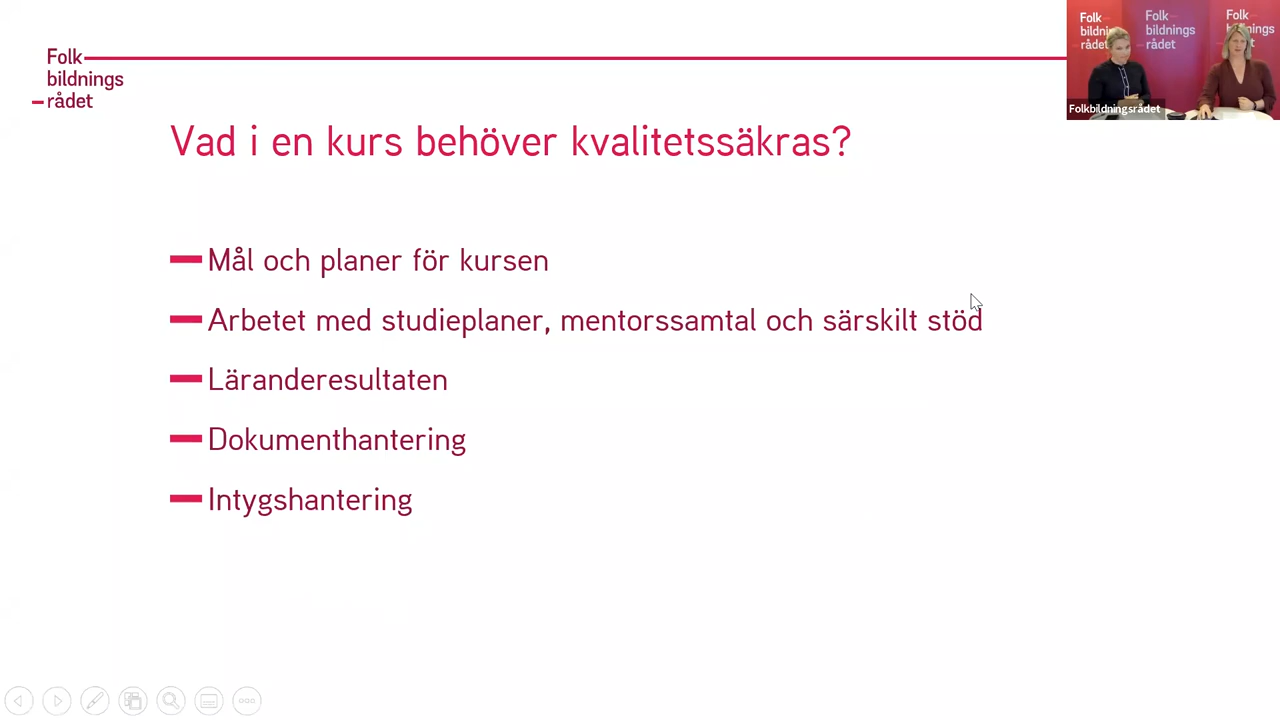 Folk
bildnings
rådet
Vad i en kurs behöver kvalitetssäkras?
Mål och planer för kursen
Arbetet med studieplaner, mentorssamtal och särskilt stöd
Läranderesultaten
Dokumenthantering
Intygshantering
Folk
bildnings
rådet
Folk
bildnings
rådet
Folk
bildnings
rådet
Folkbildningsrådet